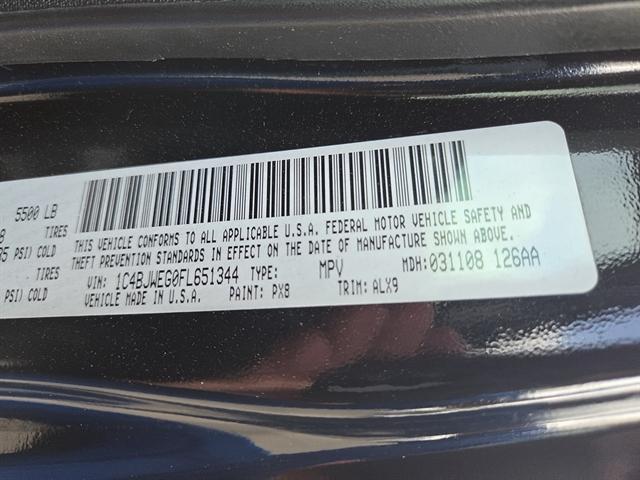 5500 LB
TIRES
PSI) COLD
TIRES
PSI) COLD
THIS VEHICLE CONFORMS TO ALL APPLICABLE U.S.A. FEDERAL MOTOR VEHICLE SAFETY AND
THEFT PREVENTION STANDARDS IN EFFECT ON THE DATE OF MANUFACTURE SHOWN ABOVE.
VIN: 1C4BJWEG0FL651344 TYPE: MPV MDH: 031108 126AA
VEHICLE MADE IN U.S.A. PAINT: PX8 TRIM: ALX9